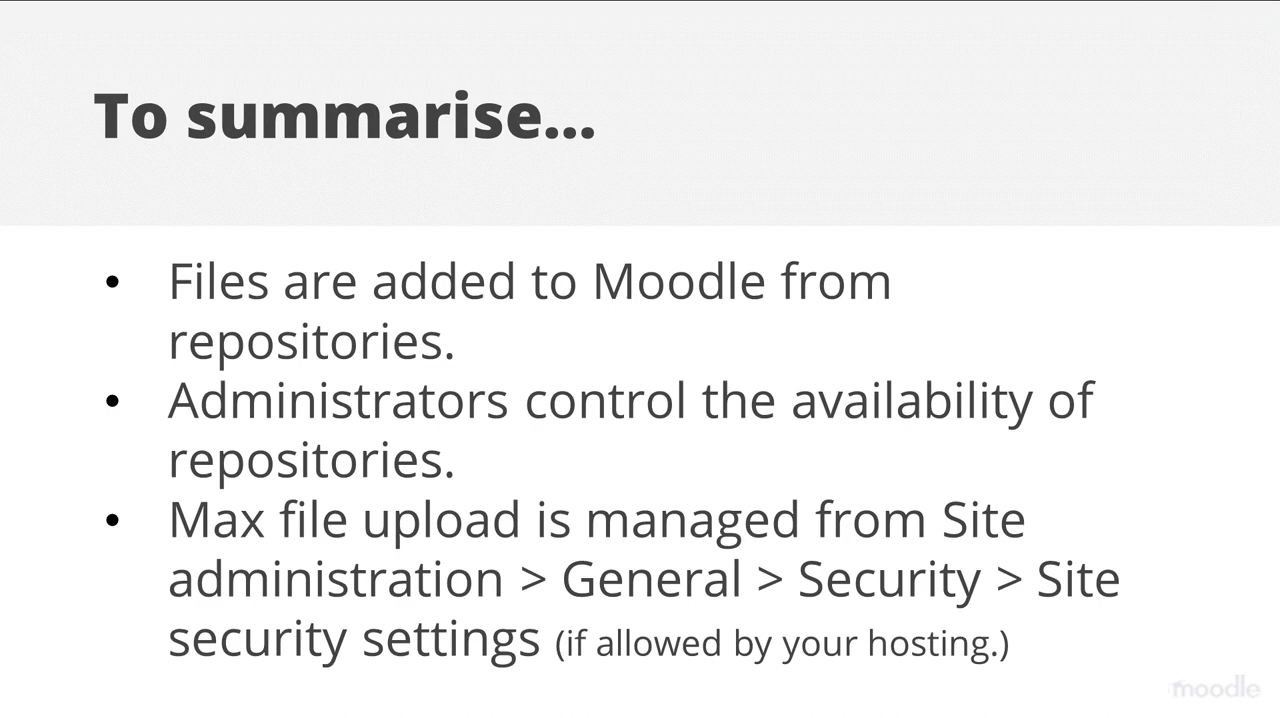 To summarise...
• Files are added to Moodle from
repositories.
• Administrators control the availability of
repositories.
• Max file upload is managed from Site
administration > General > Security > Site
security settings (if allowed by your hosting.)
moodle